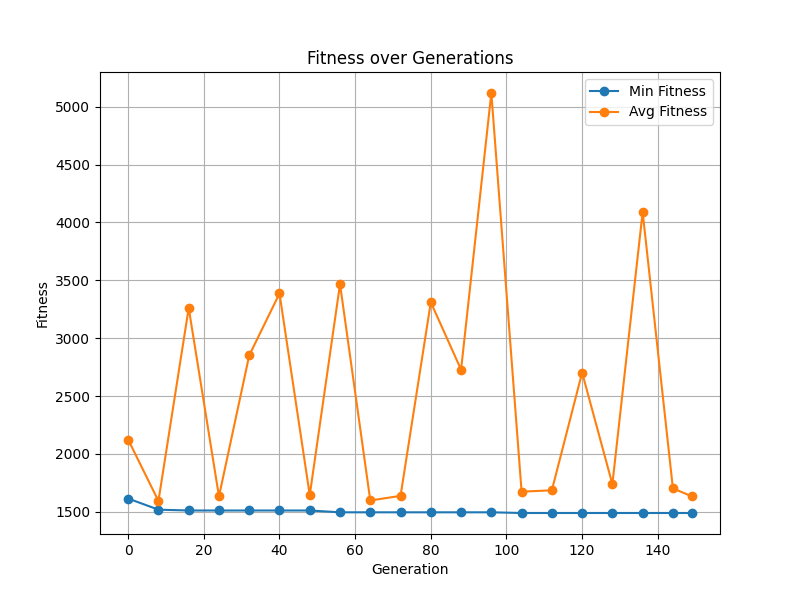 Fitness over Generations
Min Fitness
Avg Fitness
5000
4500
4000
3500
3000
2500
2000
1500
Fitness
0 20 40 60 80 100 120 140
Generation